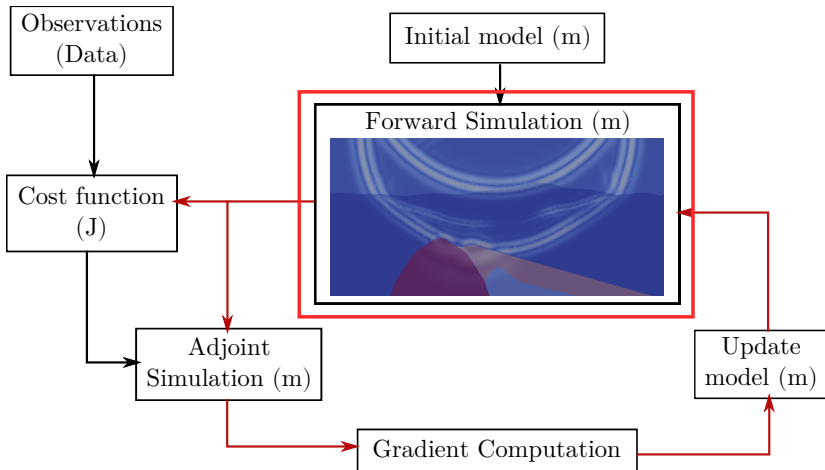 Observations
(Data)
Initial model (m)
Forward Simulation (m)
Cost function
(J)
Adjoint
Simulation (m)
Update
model (m)
Gradient Computation